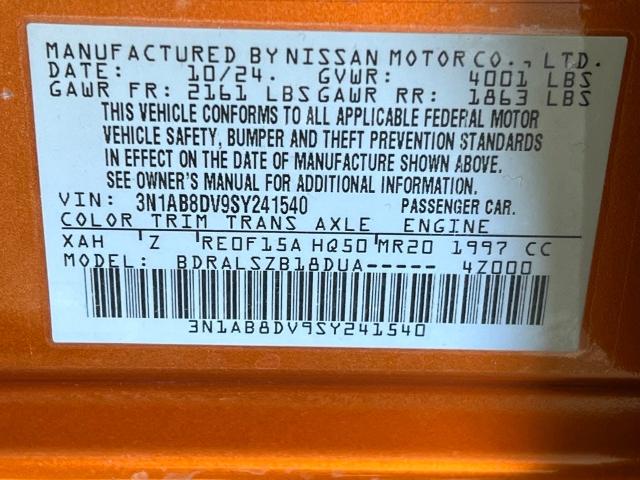 MANUFACTURED BY NISSAN MOTOR CO., LTD.
DATE: 10/24. GVWR: 4001 LBS
GAWR FR: 2161 LBS GAWR RR: 1863 LBS
THIS VEHICLE CONFORMS TO ALL APPLICABLE FEDERAL MOTOR
VEHICLE SAFETY, BUMPER AND THEFT PREVENTION STANDARDS
IN EFFECT ON THE DATE OF MANUFACTURE SHOWN ABOVE.
SEE OWNER'S MANUAL FOR ADDITIONAL INFORMATION.
VIN: 3N1AB8DV9SY241540 PASSENGER CAR.
COLOR TRIM TRANS AXLE ENGINE
XAH Z RE0F15A HQ50 MR20 1997 CC
MODEL: BDRALSZB18DUA----- 4Z000
3N1AB8DV9SY241540